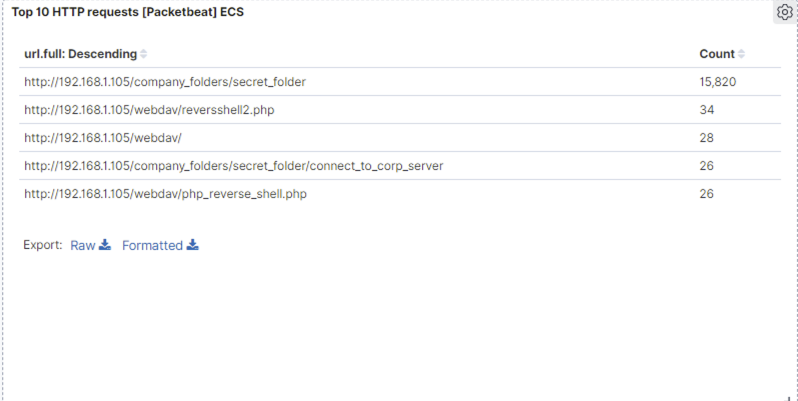 Top 10 HTTP requests [Packetbeat] ECS
url.full: Descending Count
http://192.168.1.105/company_folders/secret_folder 15,820
http://192.168.1.105/webdav/reversshell2.php 34
http://192.168.1.105/webdav/ 28
http://192.168.1.105/company_folders/secret_folder/connect_to_corp_server 26
http://192.168.1.105/webdav/php_reverse_shell.php 26
Export: Raw Formatted